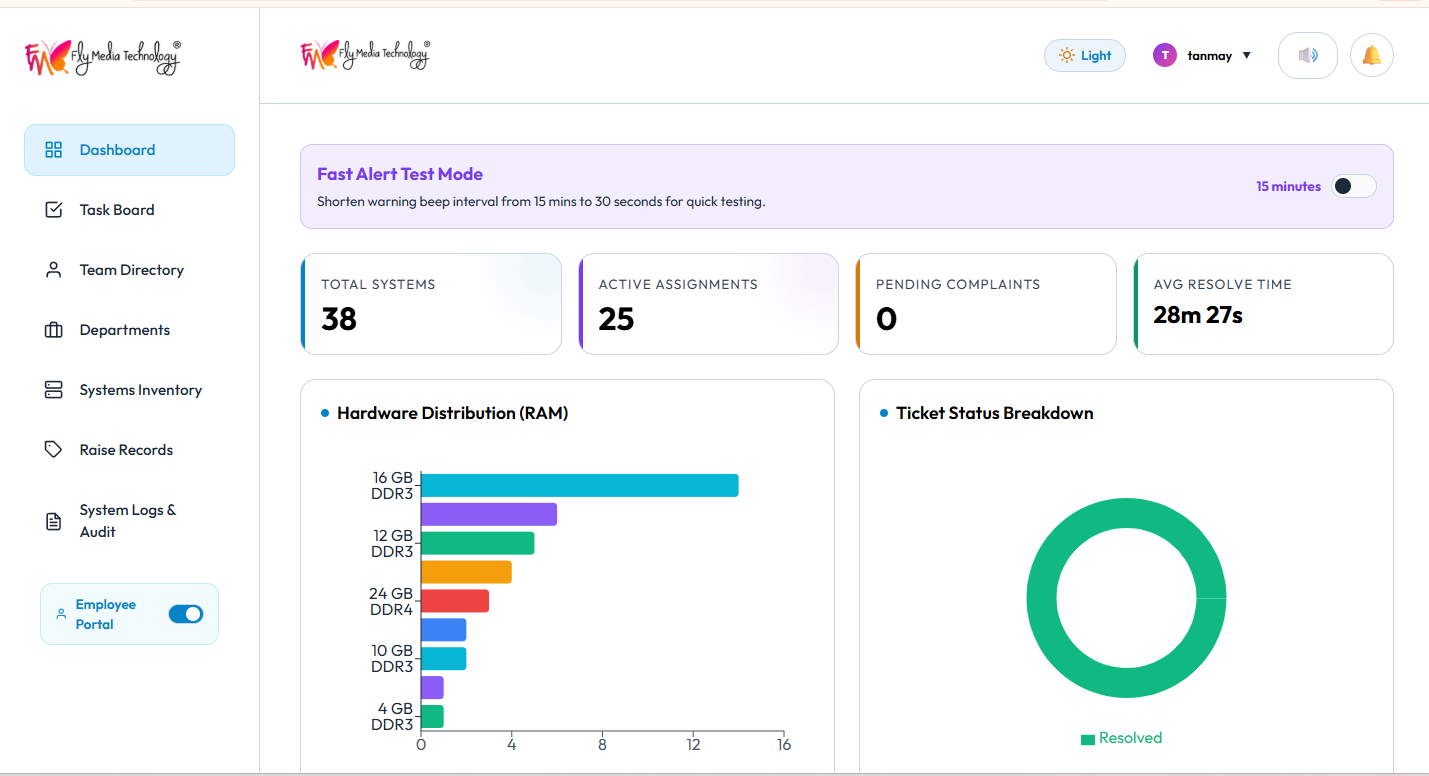 Fly Media Technology®
Fly Media Technology®
Light
T
tanmay
Dashboard
Task Board
Team Directory
Departments
Systems Inventory
Raise Records
System Logs &
Audit
Employee
Portal
Fast Alert Test Mode
Shorten warning beep interval from 15 mins to 30 seconds for quick testing.
15 minutes
TOTAL SYSTEMS
38
ACTIVE ASSIGNMENTS
25
PENDING COMPLAINTS
0
AVG RESOLVE TIME
28m 27s
Hardware Distribution (RAM)
16 GB
DDR3
12 GB
DDR3
24 GB
DDR4
10 GB
DDR3
4 GB
DDR3
0 4 8 12 16
Ticket Status Breakdown
Resolved